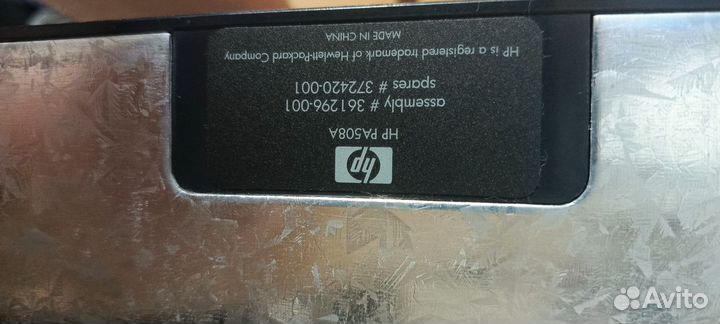 hp
HP PA508A
assembly # 361296-001
spares # 372420-001
HP is a registered trademark of Hewlett-Packard Company
MADE IN CHINA
Avito